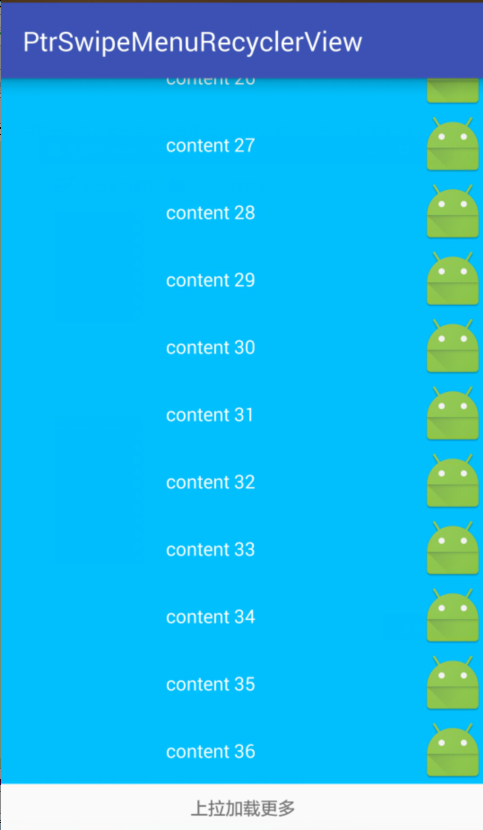 PtrSwipeMenuRecyclerView
content 26
content 27
content 28
content 29
content 30
content 31
content 32
content 33
content 34
content 35
content 36
上拉加载更多